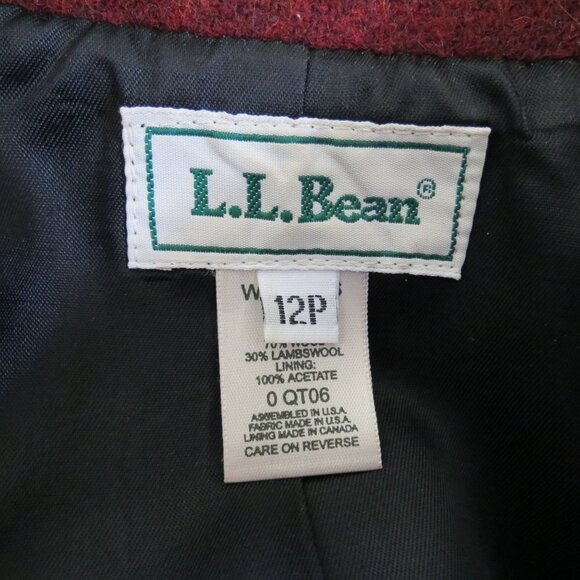 L.L.Bean®
12P
30% LAMBSWOOL
LINING:
100% ACETATE
0 QT06
ASSEMBLED IN U.S.A.
FABRIC MADE IN U.S.A.
LINING MADE IN CANADA
CARE ON REVERSE